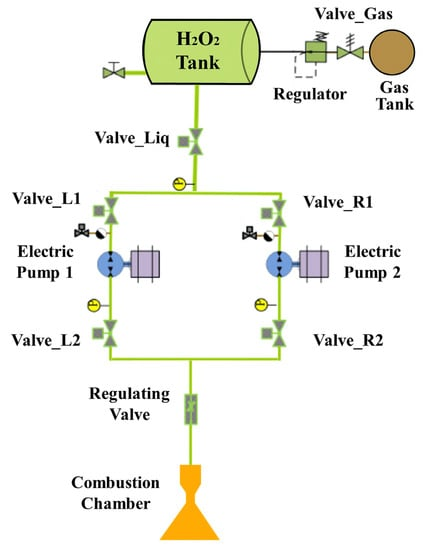 Valve_Gas
H₂O₂
Tank
Regulator
Gas
Tank
Valve_Liq
Valve_L1
Valve_R1
Electric
Pump 1
Electric
Pump 2
Valve_L2
Valve_R2
Regulating
Valve
Combustion
Chamber